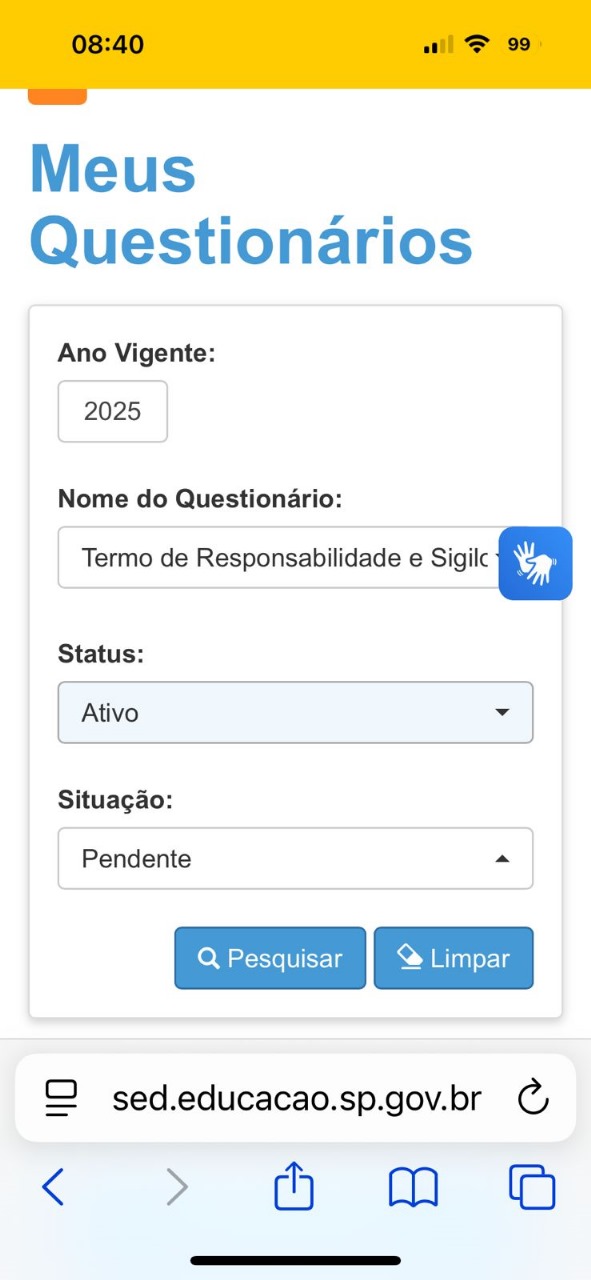 08:40
99
Meus
Questionários
Ano Vigente:
2025
Nome do Questionário:
Termo de Responsabilidade e Sigilo
Status:
Ativo
Situação:
Pendente
Pesquisar
Limpar
sed.educacao.sp.gov.br